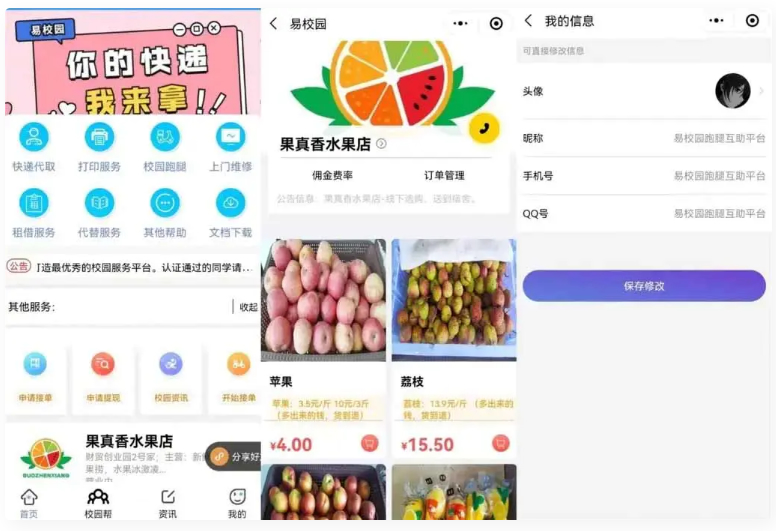 易校园
你的快递
我来拿!!
快递代取
打印服务
校园跑腿
上门维修
租借服务
代替服务
其他帮助
文档下载
公告
造最优秀的校园服务平台。认证通过的同学请...
其他服务:
收起
申请接单
申请提现
校园资讯
开始接单
果真香水果店
GUOZHENXIANG
财贸创业园2号家; 主营:
果捞, 水果冰激凌...
分享好
首页
校园帮
资讯
我的
易校园
果真香水果店
佣金费率
订单管理
公告信息: 果真香水果店-线下选购, 送货
苹果
苹果: 3.5元/斤 10元/3斤
(多出来的钱, 货到退)
¥4.00
荔枝
荔枝: 13.9元/斤 (多出来的
钱, 货到退)
¥15.50
我的信息
可直接修改信息
头像
昵称
易校园跑腿互助平台
手机号
易校园跑腿互助平台
QQ号
易校园跑腿互助平台
保存修改